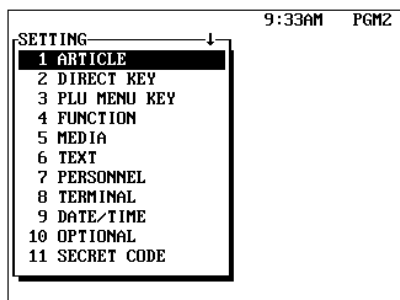 9:33AM PGM2
SETTING ↓
1 ARTICLE
2 DIRECT KEY
3 PLU MENU KEY
4 FUNCTION
5 MEDIA
6 TEXT
7 PERSONNEL
8 TERMINAL
9 DATE/TIME
10 OPTIONAL
11 SECRET CODE